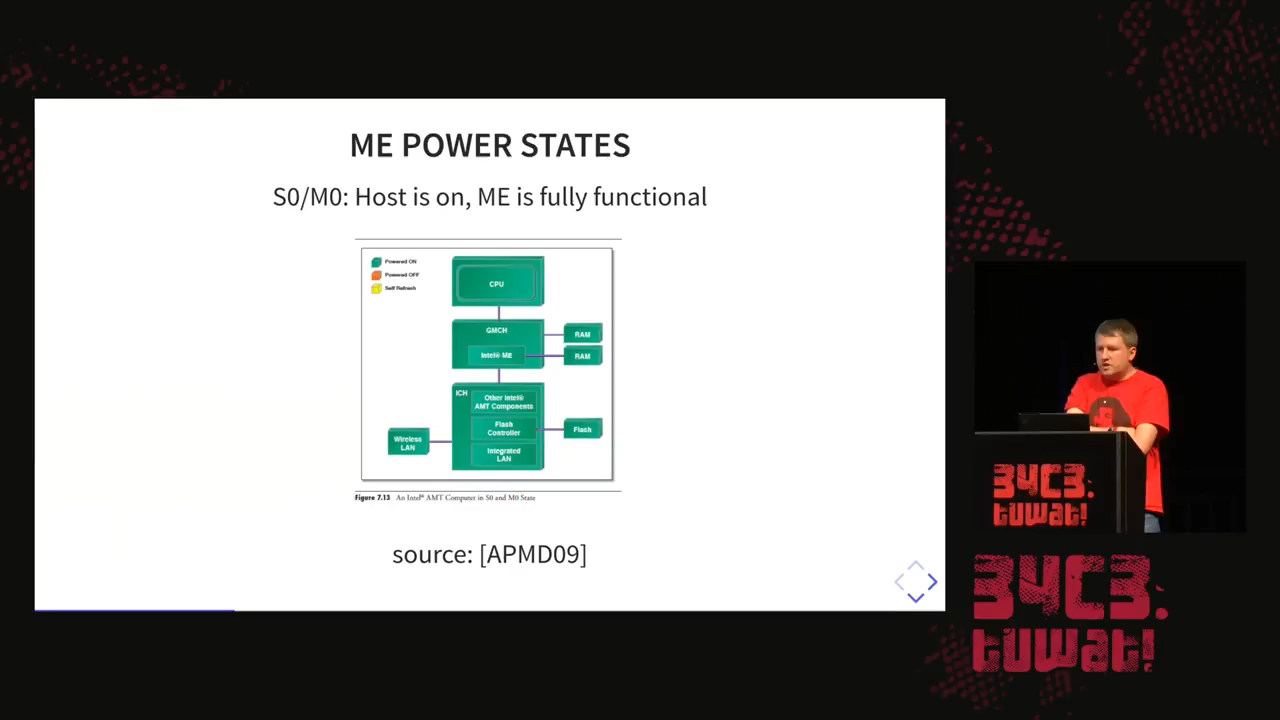 ME POWER STATES
S0/M0: Host is on, ME is fully functional
Powered ON
Powered OFF
Self Refresh
CPU
GMCH
RAM
Intel® ME
RAM
ICH
Other Intel®
AMT Components
Flash
Controller
Flash
Wireless
LAN
Integrated
LAN
Figure 7.13 An Intel® AMT Computer in S0 and M0 State
source: [APMD09]
34C3.
tuwat!
34C3.
tuwat!